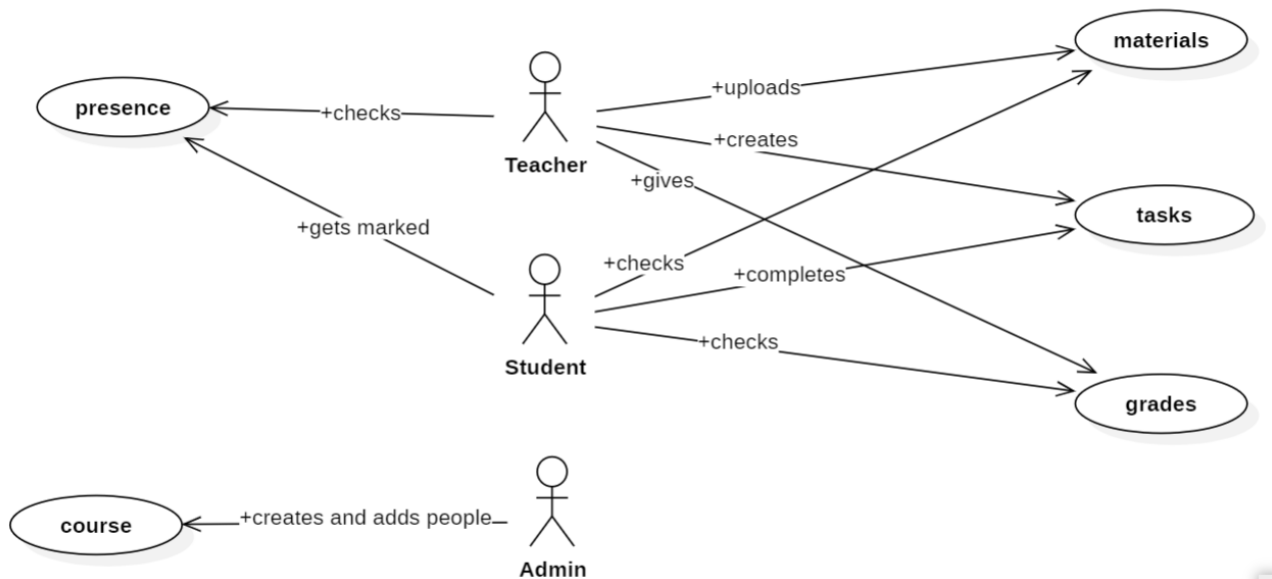 materials
+uploads
presence
+checks
+creates
Teacher
+gives
tasks
+gets marked
+checks
+completes
+checks
Student
grades
+creates and adds people
course
Admin